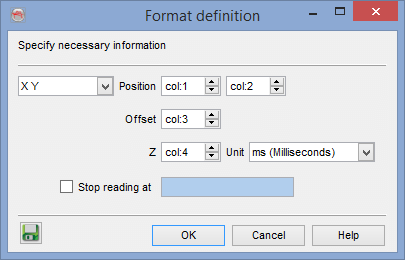 Format definition
Specify necessary information
X Y Position col:1 col:2
Offset col:3
Z col:4 Unit ms (Milliseconds)
Stop reading at
OK Cancel Help